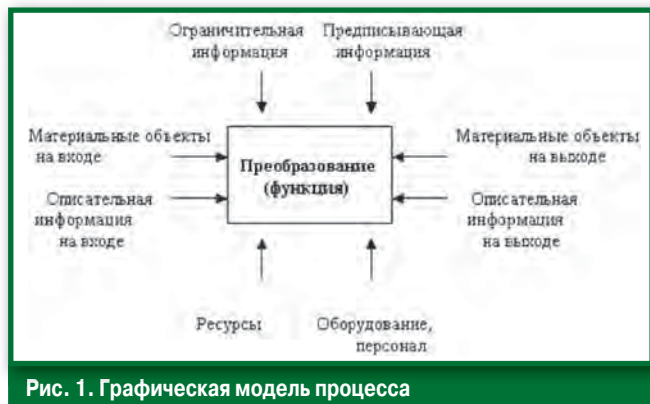 Ограничительная Предписывающая
информация информация
Материальные объекты
на входе
Материальные объекты
на выходе
Преобразование
(функция)
Описательная
информация
на входе
Описательная
информация
на выходе
Ресурсы
Оборудование,
персонал
Рис. 1. Графическая модель процесса